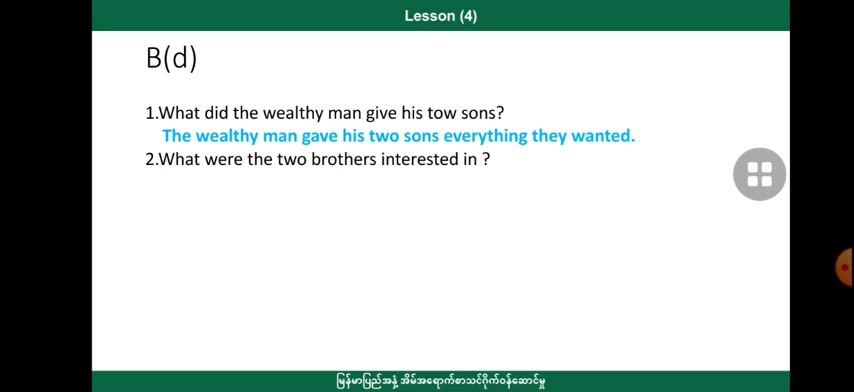 Lesson (4)
B(d)
1.What did the wealthy man give his tow sons?
The wealthy man gave his two sons everything they wanted.
2.What were the two brothers interested in ?
မြန်မာပြည်အနှံ့ အိမ်အရောက်စာသင်ဂိုက်ဝန်ဆောင်မှု